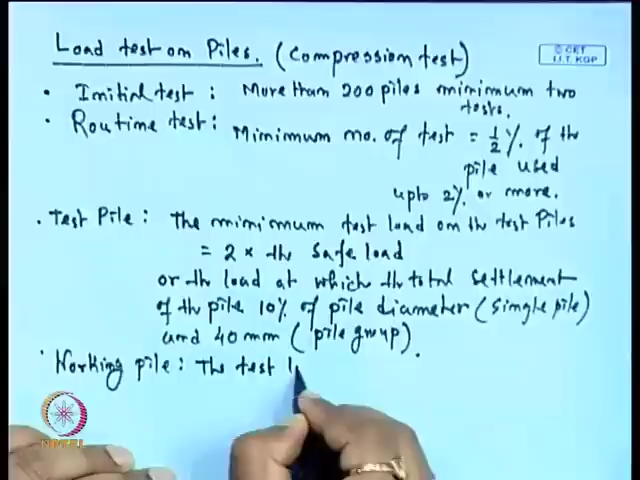 Load test on Piles. (Compression test)
© CET
I.I.T. KGP
• Initial test : More than 200 piles minimum two
tests.
• Routine test : Minimum no. of test = 1/2 % of the
pile used
upto 2% or more.
• Test Pile : The minimum test load on the test Piles
= 2 × the safe load
or the load at which the total settlement
of the pile 10% of pile diameter (single pile)
and 40 mm (pile group).
• Working pile : The test l
NPTEL